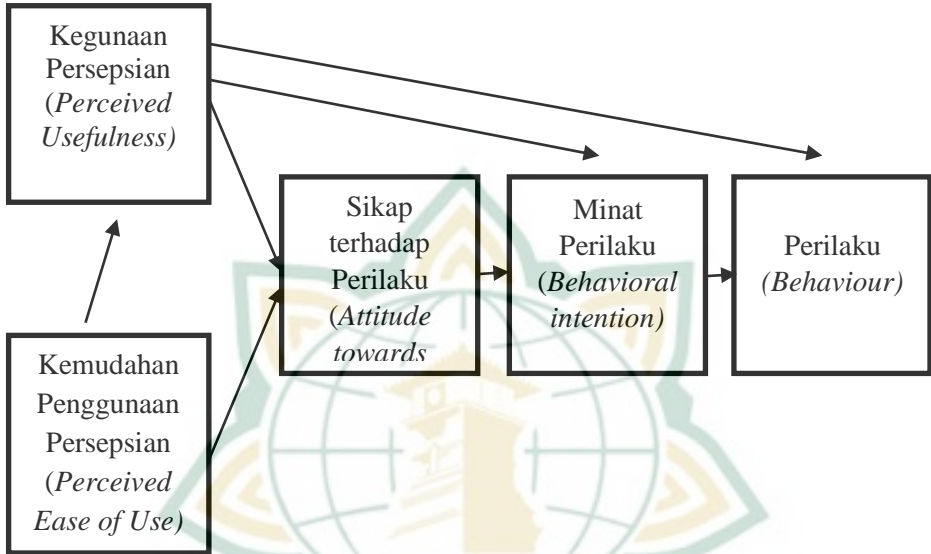 Kegunaan
Persepsian
(Perceived
Usefulness)
Sikap
terhadap
Perilaku
(Attitude
towards
Minat
Perilaku
(Behavioral
intention)
Perilaku
(Behaviour)
Kemudahan
Penggunaan
Persepsian
(Perceived
Ease of Use)